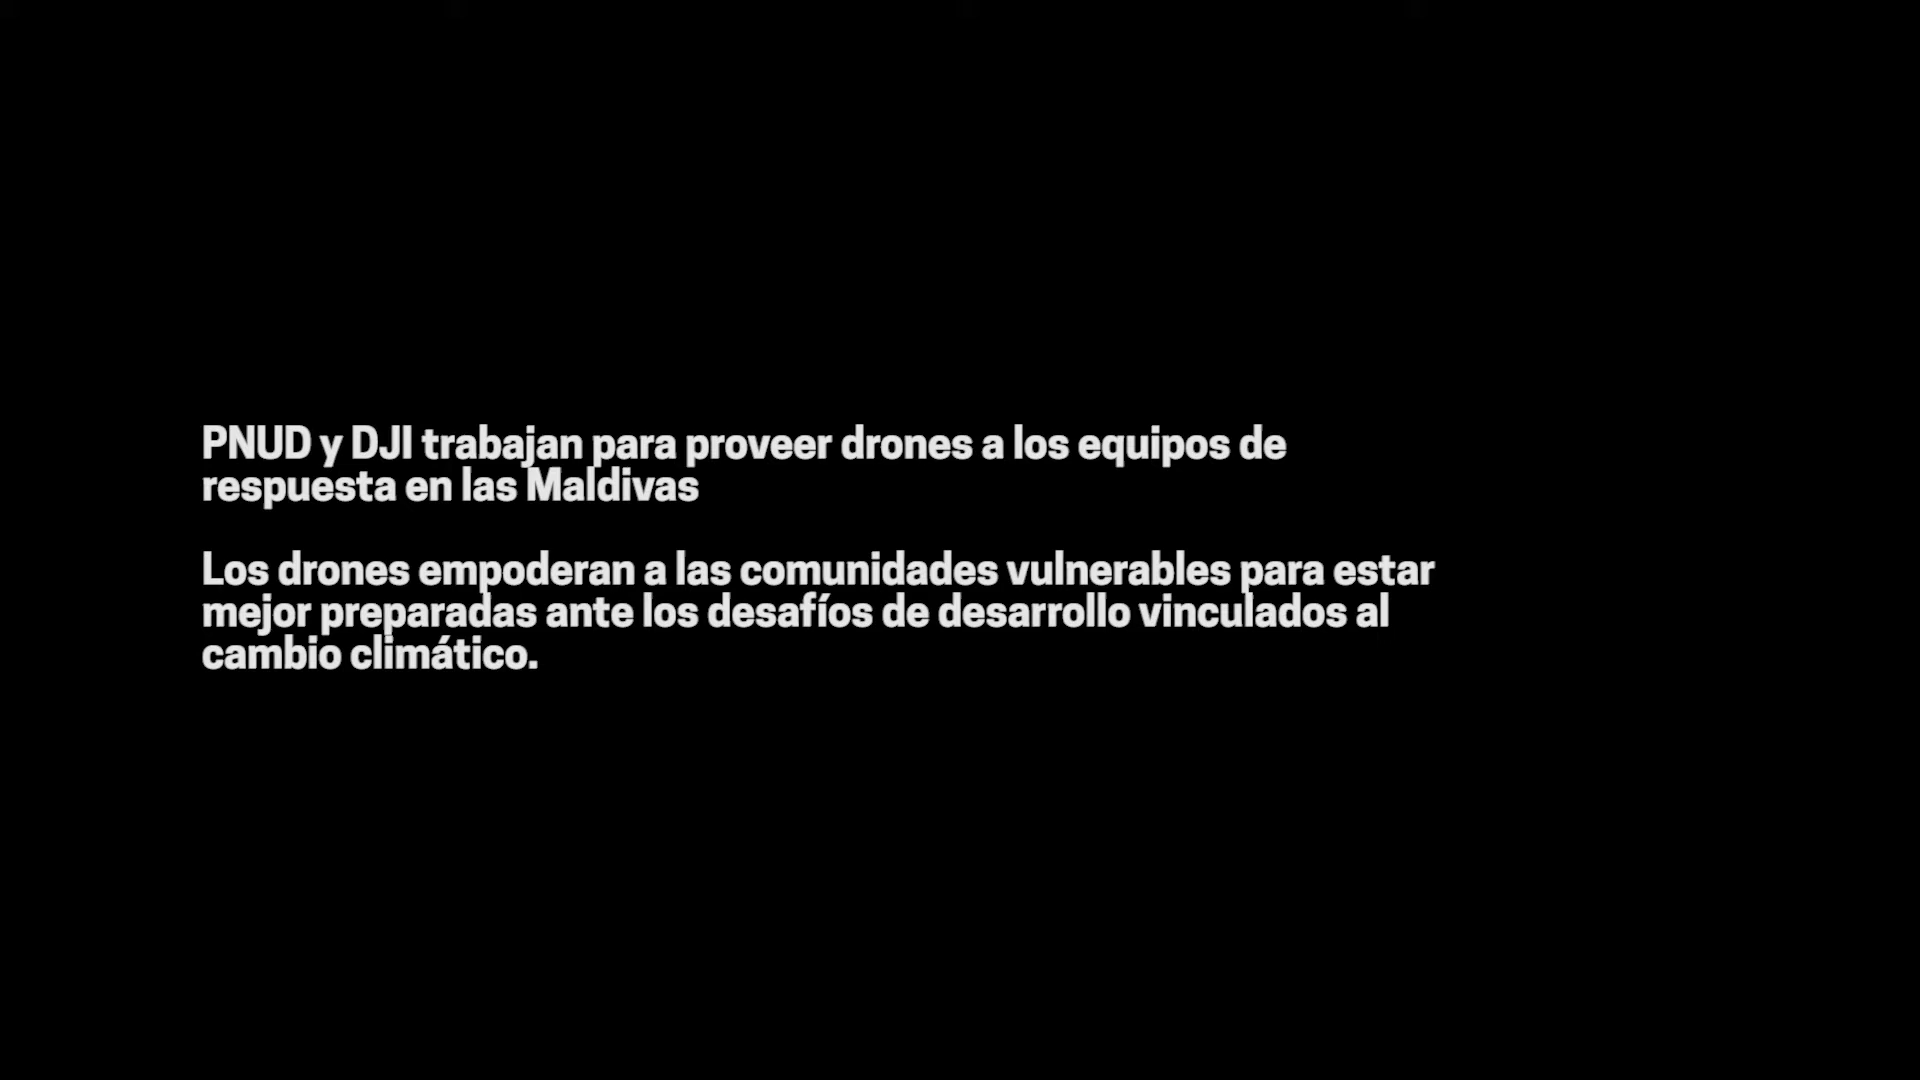 PNUD y DJI trabajan para proveer drones a los equipos de
respuesta en las Maldivas
Los drones empoderan a las comunidades vulnerables para estar
mejor preparadas ante los desafíos de desarrollo vinculados al
cambio climático.